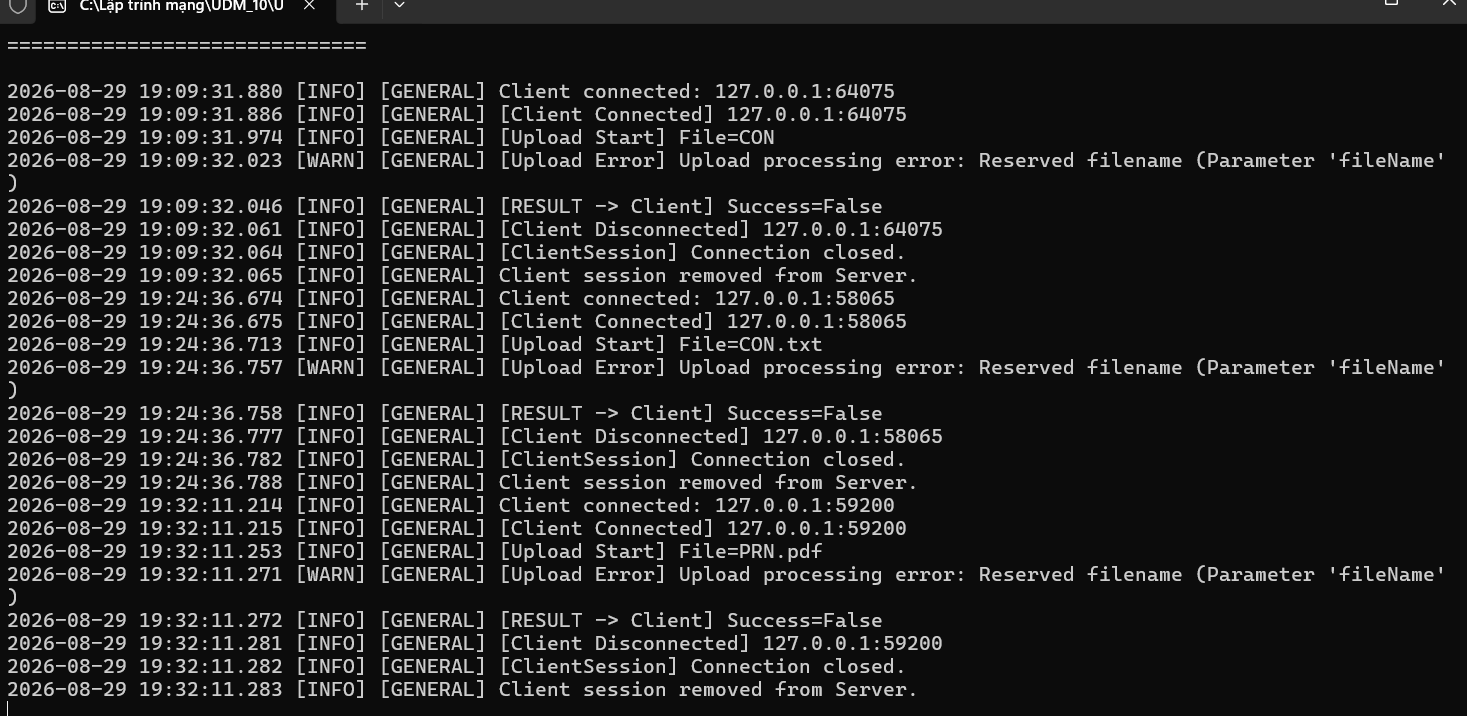 C:\Lập trình mạng\UDM_10\U
==============================
2026-08-29 19:09:31.880 [INFO] [GENERAL] Client connected: 127.0.0.1:64075
2026-08-29 19:09:31.886 [INFO] [GENERAL] [Client Connected] 127.0.0.1:64075
2026-08-29 19:09:31.974 [INFO] [GENERAL] [Upload Start] File=CON
2026-08-29 19:09:32.023 [WARN] [GENERAL] [Upload Error] Upload processing error: Reserved filename (Parameter 'fileName'
)
2026-08-29 19:09:32.046 [INFO] [GENERAL] [RESULT -> Client] Success=False
2026-08-29 19:09:32.061 [INFO] [GENERAL] [Client Disconnected] 127.0.0.1:64075
2026-08-29 19:09:32.064 [INFO] [GENERAL] [ClientSession] Connection closed.
2026-08-29 19:09:32.065 [INFO] [GENERAL] Client session removed from Server.
2026-08-29 19:24:36.674 [INFO] [GENERAL] Client connected: 127.0.0.1:58065
2026-08-29 19:24:36.675 [INFO] [GENERAL] [Client Connected] 127.0.0.1:58065
2026-08-29 19:24:36.713 [INFO] [GENERAL] [Upload Start] File=CON.txt
2026-08-29 19:24:36.757 [WARN] [GENERAL] [Upload Error] Upload processing error: Reserved filename (Parameter 'fileName'
)
2026-08-29 19:24:36.758 [INFO] [GENERAL] [RESULT -> Client] Success=False
2026-08-29 19:24:36.777 [INFO] [GENERAL] [Client Disconnected] 127.0.0.1:58065
2026-08-29 19:24:36.782 [INFO] [GENERAL] [ClientSession] Connection closed.
2026-08-29 19:24:36.788 [INFO] [GENERAL] Client session removed from Server.
2026-08-29 19:32:11.214 [INFO] [GENERAL] Client connected: 127.0.0.1:59200
2026-08-29 19:32:11.215 [INFO] [GENERAL] [Client Connected] 127.0.0.1:59200
2026-08-29 19:32:11.253 [INFO] [GENERAL] [Upload Start] File=PRN.pdf
2026-08-29 19:32:11.271 [WARN] [GENERAL] [Upload Error] Upload processing error: Reserved filename (Parameter 'fileName'
)
2026-08-29 19:32:11.272 [INFO] [GENERAL] [RESULT -> Client] Success=False
2026-08-29 19:32:11.281 [INFO] [GENERAL] [Client Disconnected] 127.0.0.1:59200
2026-08-29 19:32:11.282 [INFO] [GENERAL] [ClientSession] Connection closed.
2026-08-29 19:32:11.283 [INFO] [GENERAL] Client session removed from Server.